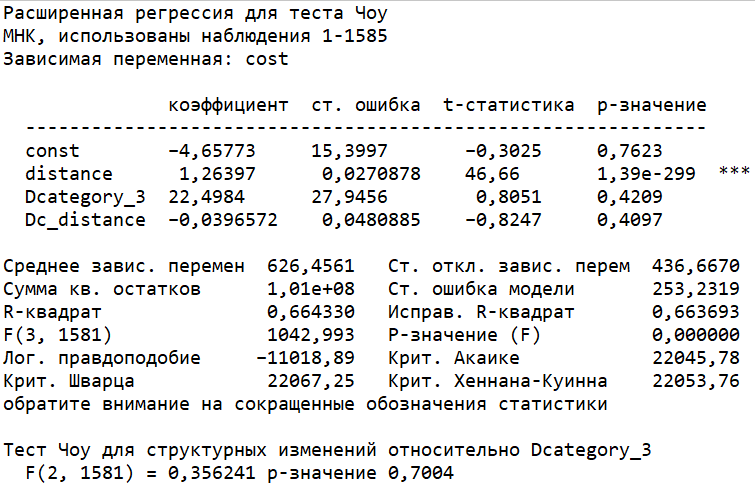 Расширенная регрессия для теста Чоу
МНК, использованы наблюдения 1-1585
Зависимая переменная: cost
коэффициент ст. ошибка t-статистика p-значение
---------------------------------------------------------------
const −4,65773 15,3997 −0,3025 0,7623
distance 1,26397 0,0270878 46,66 1,39e-299 ***
Dcategory_3 22,4984 27,9456 0,8051 0,4209
Dc_distance −0,0396572 0,0480885 −0,8247 0,4097
Среднее завис. перемен 626,4561 Ст. откл. завис. перем 436,6670
Сумма кв. остатков 1,01e+08 Ст. ошибка модели 253,2319
R-квадрат 0,664330 Исправ. R-квадрат 0,663693
F(3, 1581) 1042,993 Р-значение (F) 0,000000
Лог. правдоподобие −11018,89 Крит. Акаике 22045,78
Крит. Шварца 22067,25 Крит. Хеннана-Куинна 22053,76
обратите внимание на сокращенные обозначения статистики
Тест Чоу для структурных изменений относительно Dcategory_3
F(2, 1581) = 0,356241 р-значение 0,7004